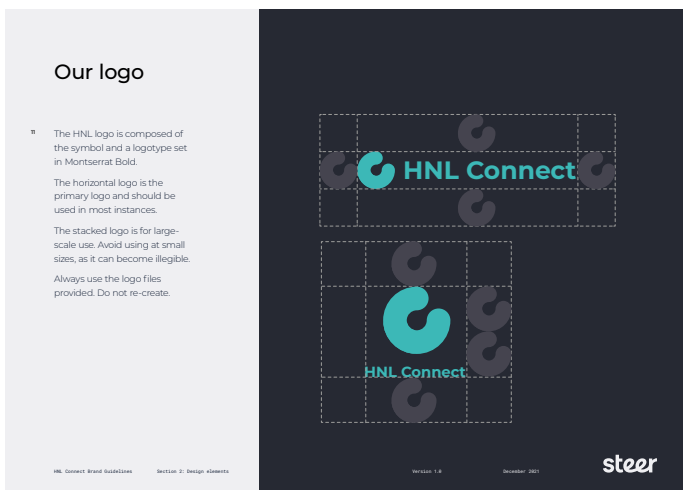 Our logo
11
The HNL logo is composed of
the symbol and a logotype set
in Montserrat Bold.
The horizontal logo is the
primary logo and should be
used in most instances.
The stacked logo is for large-
scale use. Avoid using at small
sizes, as it can become illegible.
Always use the logo files
provided. Do not re-create.
HNL Connect
HNL Connect
HNL Connect Brand Guidelines
Section 2: Design elements
Version 1.0
December 2021
steer